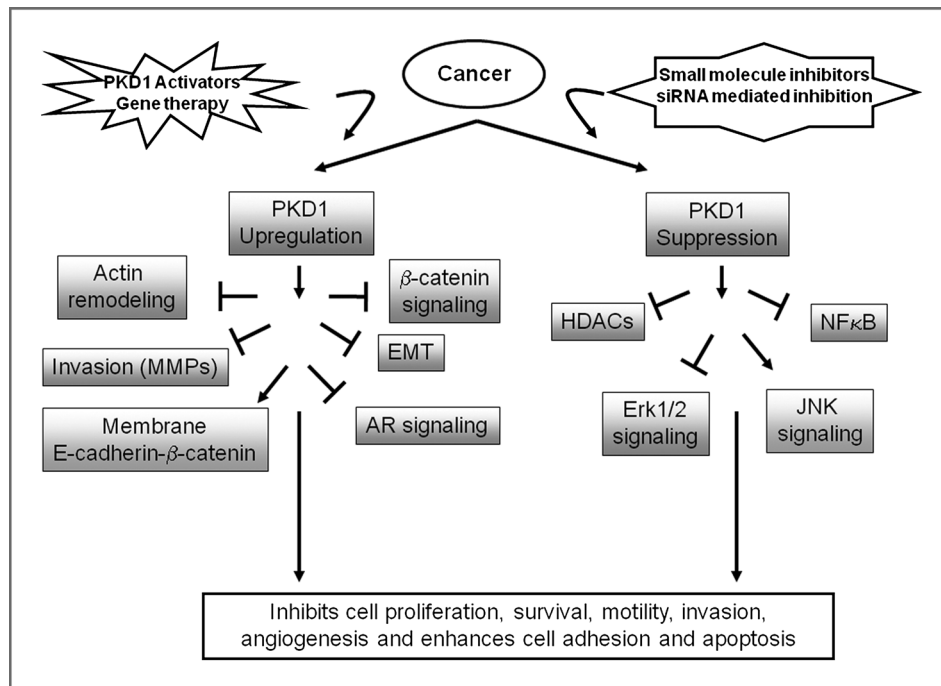 PKD1 Activators
Gene therapy
Cancer
Small molecule inhibitors
siRNA mediated inhibition
PKD1
Upregulation
PKD1
Suppression
Actin
remodeling
β-catenin
signaling
HDACs
NFκB
Invasion (MMPs)
EMT
Membrane
E-cadherin-β-catenin
AR signaling
Erk1/2
signaling
JNK
signaling
Inhibits cell proliferation, survival, motility, invasion,
angiogenesis and enhances cell adhesion and apoptosis